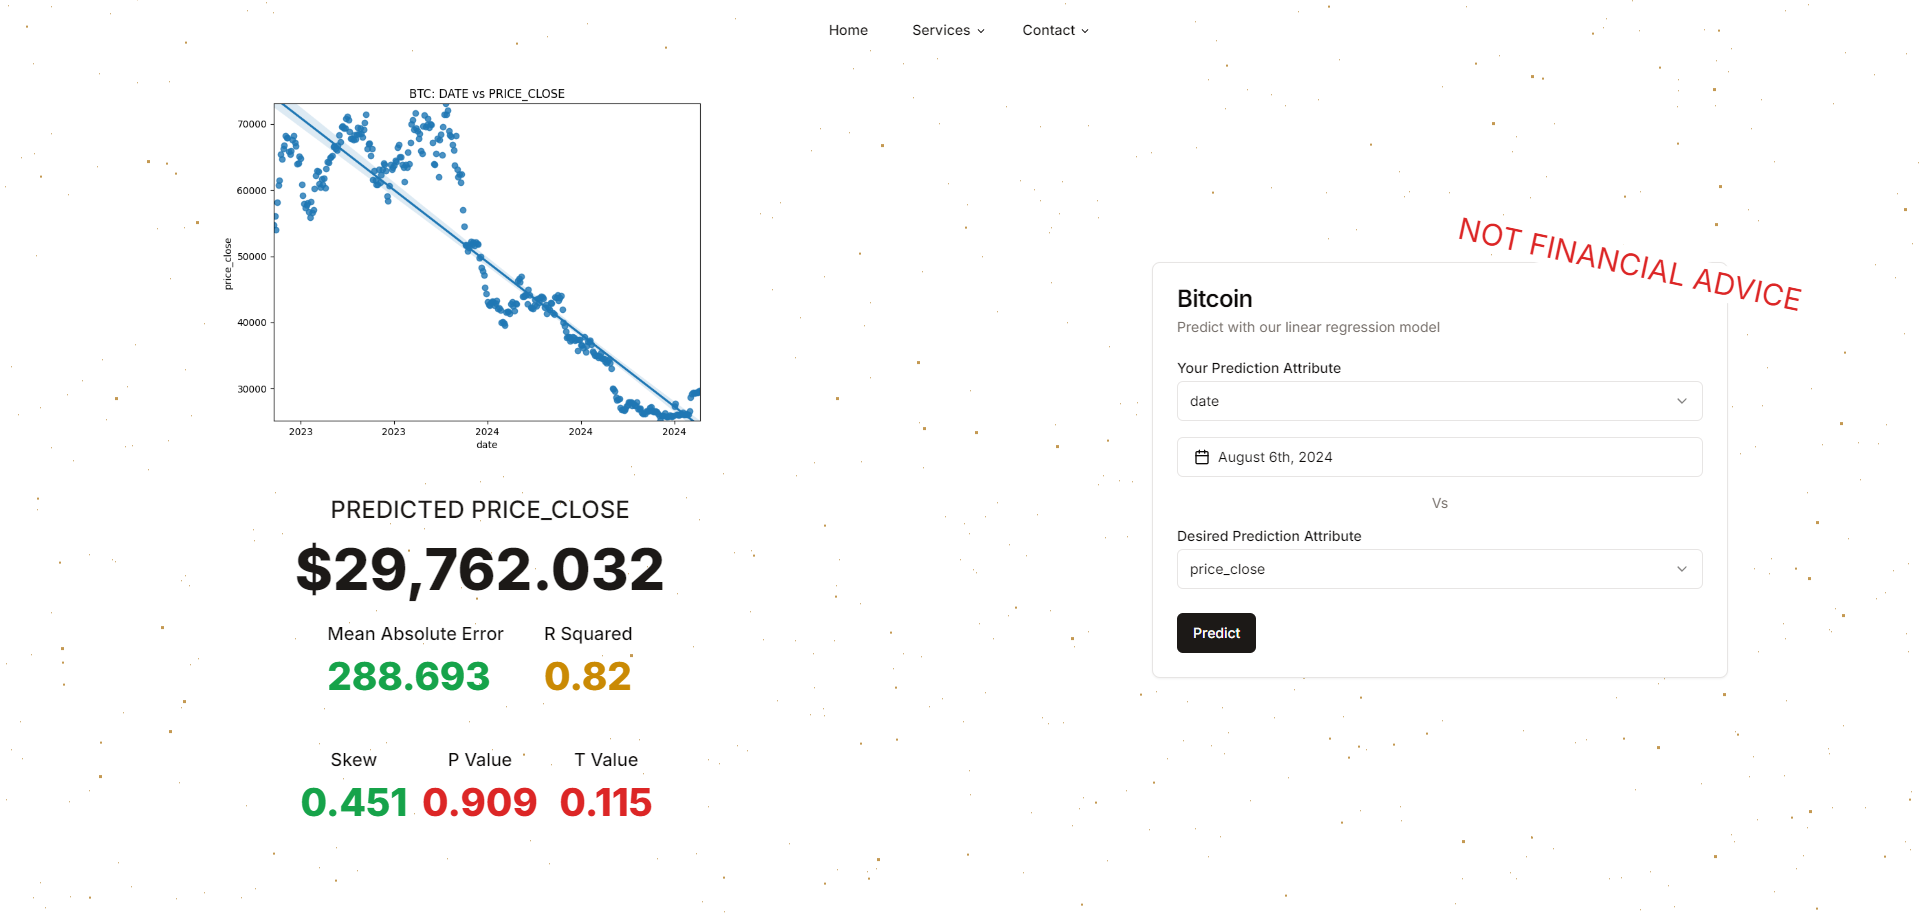 Home Services Contact
BTC: DATE vs PRICE_CLOSE
70000
60000
50000
40000
30000
price_close
2023 2023 2024 2024 2024
date
PREDICTED PRICE_CLOSE
$29,762.032
Mean Absolute Error R Squared
288.693 0.82
Skew P Value T Value
0.451 0.909 0.115
NOT FINANCIAL ADVICE
Bitcoin
Predict with our linear regression model
Your Prediction Attribute
date
August 6th, 2024
Vs
Desired Prediction Attribute
price_close
Predict